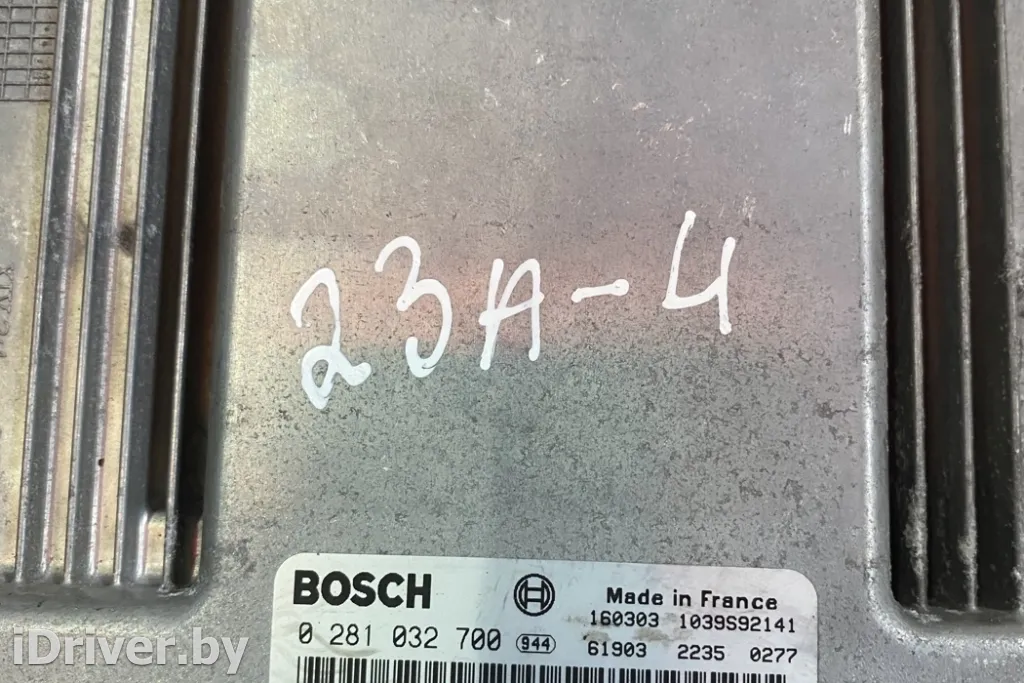 23A-4
BOSCH
Made in France
160303 1039S92141
0 281 032 700 944
61903 2235 0277
iDriver.by